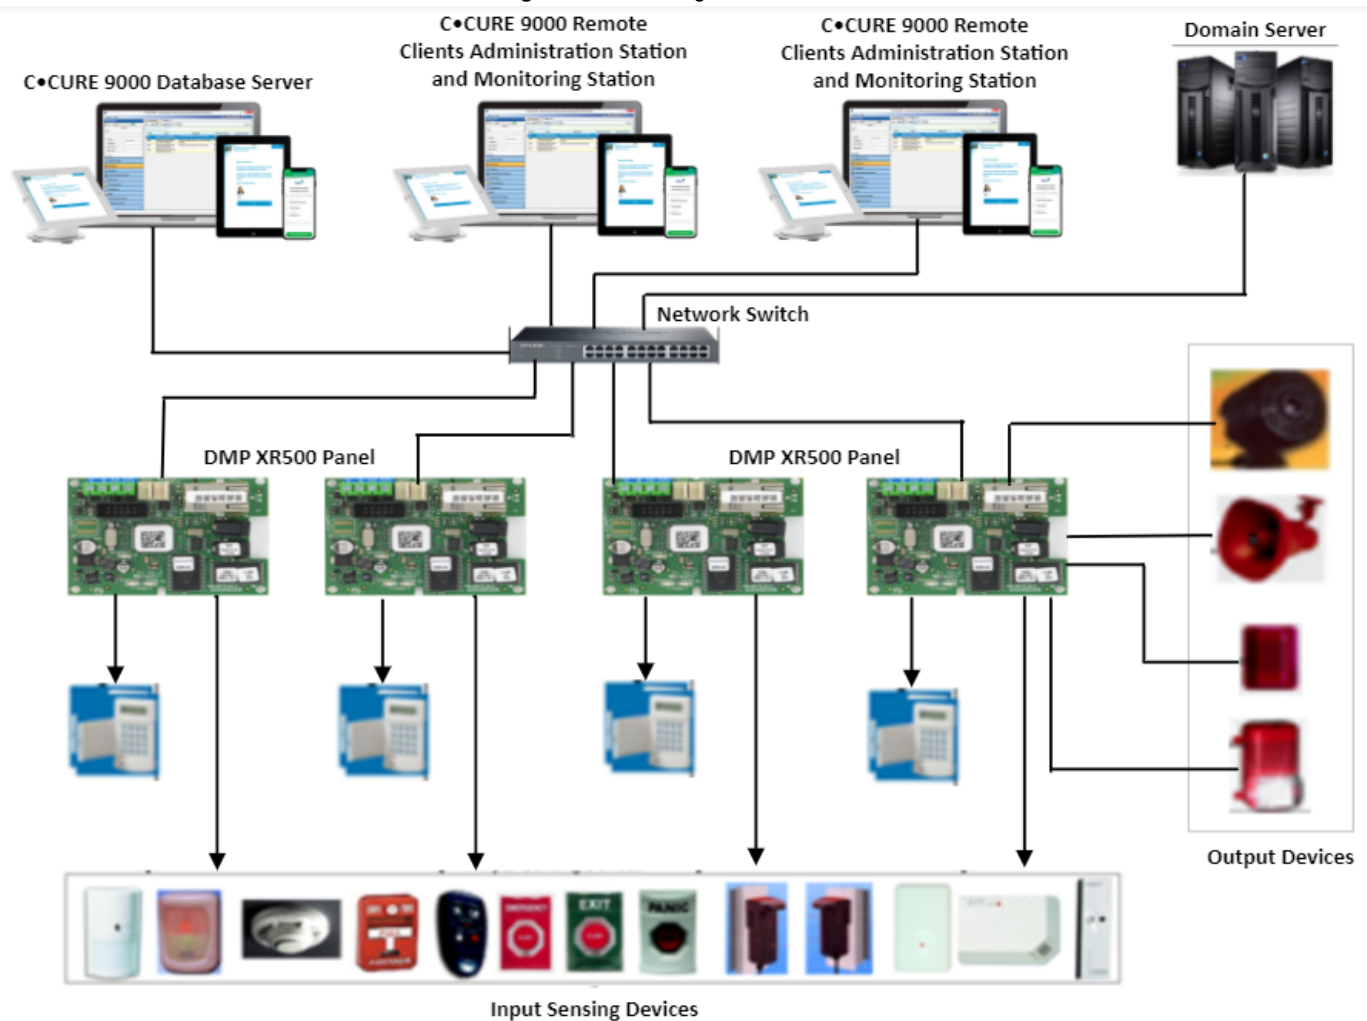 C•CURE 9000 Remote
Clients Administration Station
and Monitoring Station
C•CURE 9000 Remote
Clients Administration Station
and Monitoring Station
Domain Server
C•CURE 9000 Database Server
Network Switch
DMP XR500 Panel
DMP XR500 Panel
Output Devices
EMERGENCY
EXIT
PANIC
PULL
Input Sensing Devices